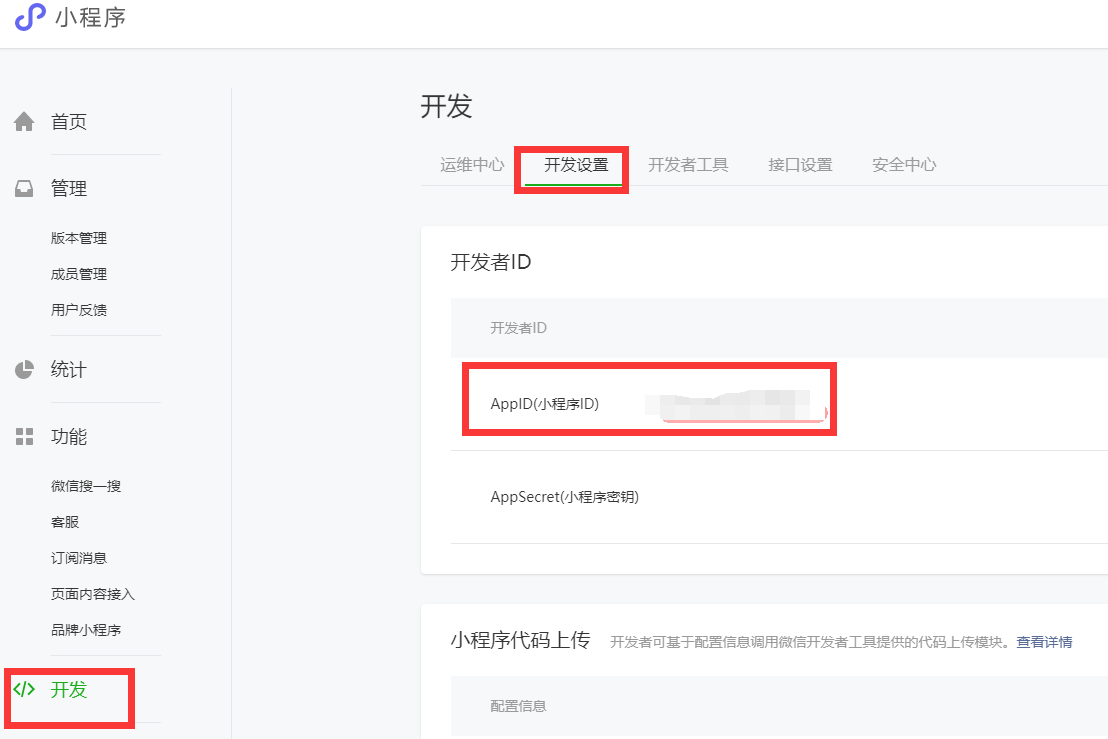 小程序
首页
管理
版本管理
成员管理
用户反馈
统计
功能
微信搜一搜
客服
订阅消息
页面内容接入
品牌小程序
</> 开发
开发
运维中心 开发设置 开发者工具 接口设置 安全中心
开发者ID
开发者ID
AppID(小程序ID)
AppSecret(小程序密钥)
小程序代码上传 开发者可基于配置信息调用微信开发者工具提供的代码上传模块。查看详情
配置信息